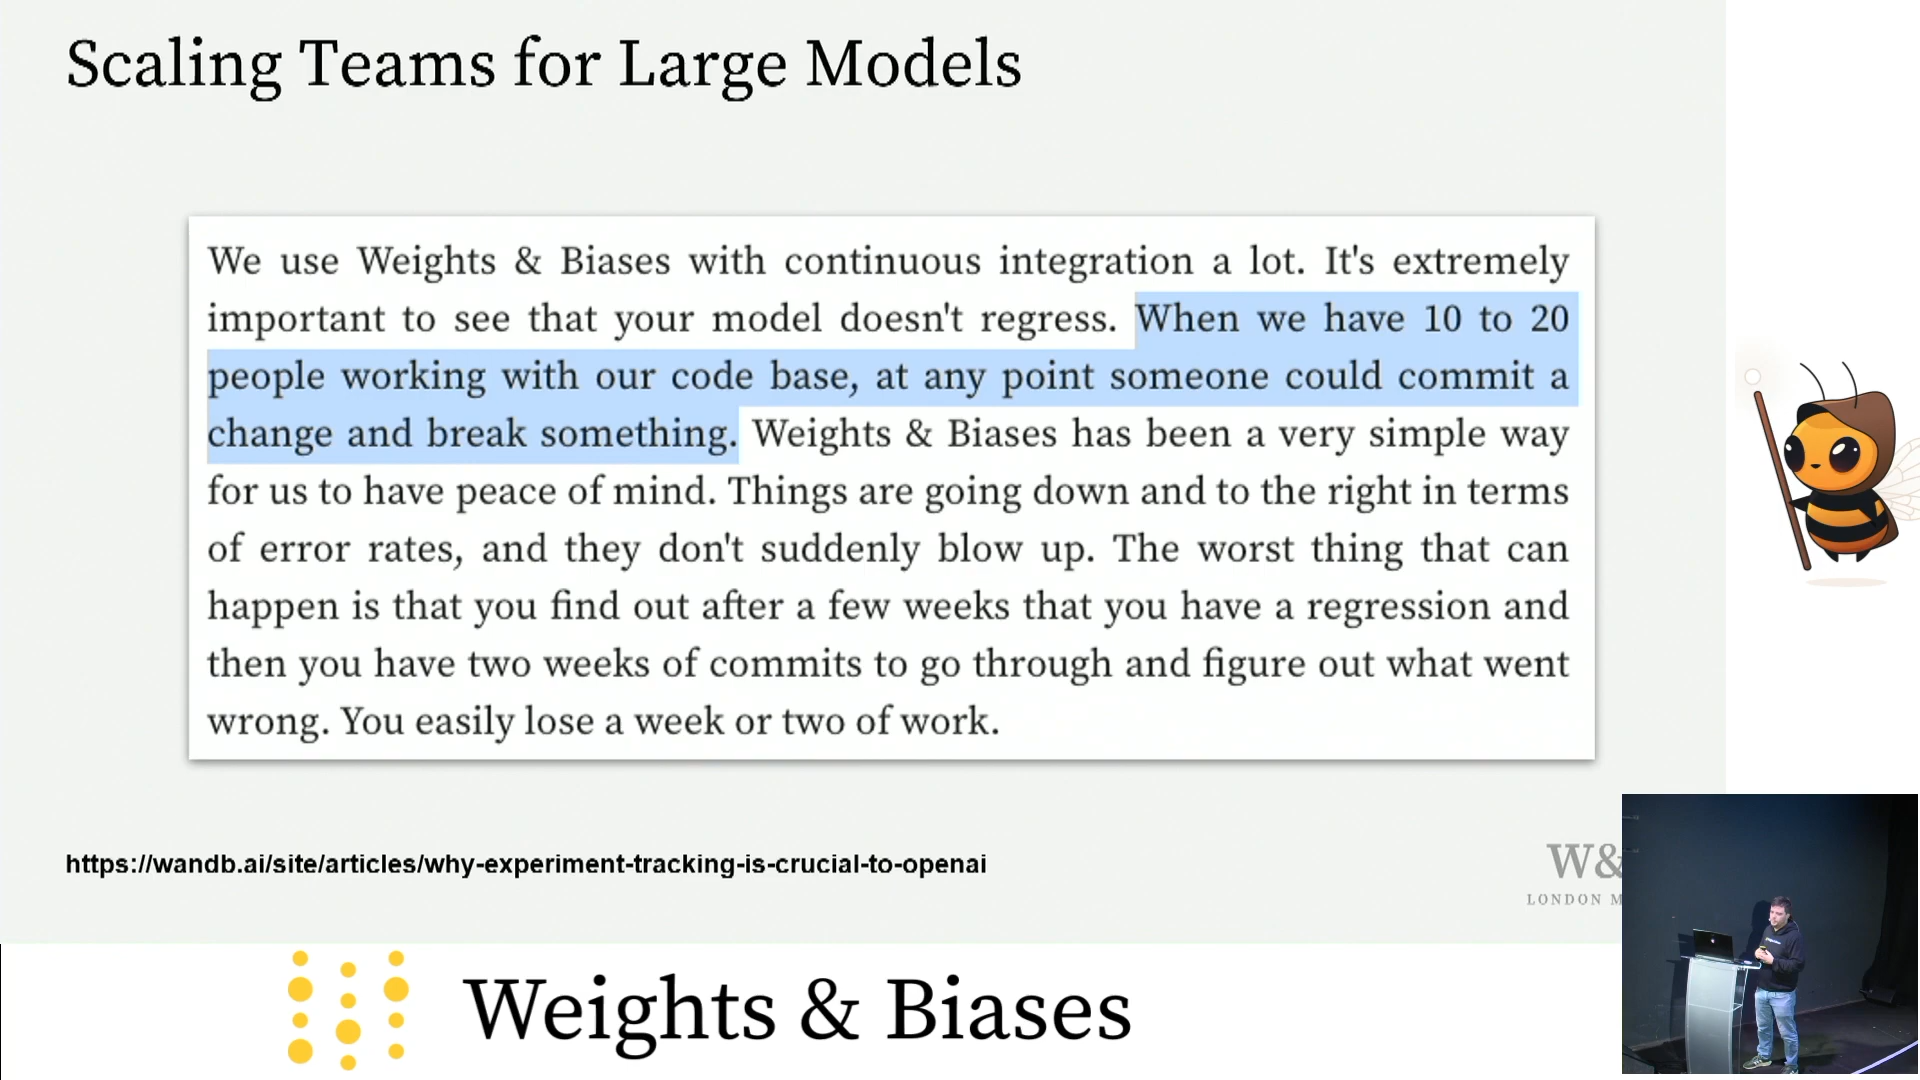 Scaling Teams for Large Models
We use Weights & Biases with continuous integration a lot. It's extremely
important to see that your model doesn't regress. When we have 10 to 20
people working with our code base, at any point someone could commit a
change and break something. Weights & Biases has been a very simple way
for us to have peace of mind. Things are going down and to the right in terms
of error rates, and they don't suddenly blow up. The worst thing that can
happen is that you find out after a few weeks that you have a regression and
then you have two weeks of commits to go through and figure out what went
wrong. You easily lose a week or two of work.
https://wandb.ai/site/articles/why-experiment-tracking-is-crucial-to-openai
W&
LONDON M
Weights & Biases